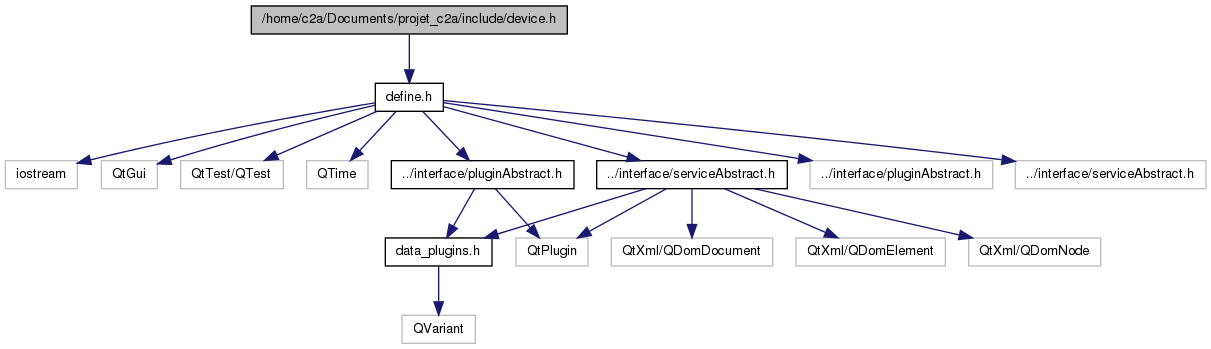 /home/c2a/Documents/projet_c2a/include/device.h
define.h
iostream
QtGui
QtTest/QTest
QTime
../interface/pluginAbstract.h
../interface/serviceAbstract.h
../interface/pluginAbstract.h
../interface/serviceAbstract.h
data_plugins.h
QtPlugin
QtXml/QDomDocument
QtXml/QDomElement
QtXml/QDomNode
QVariant